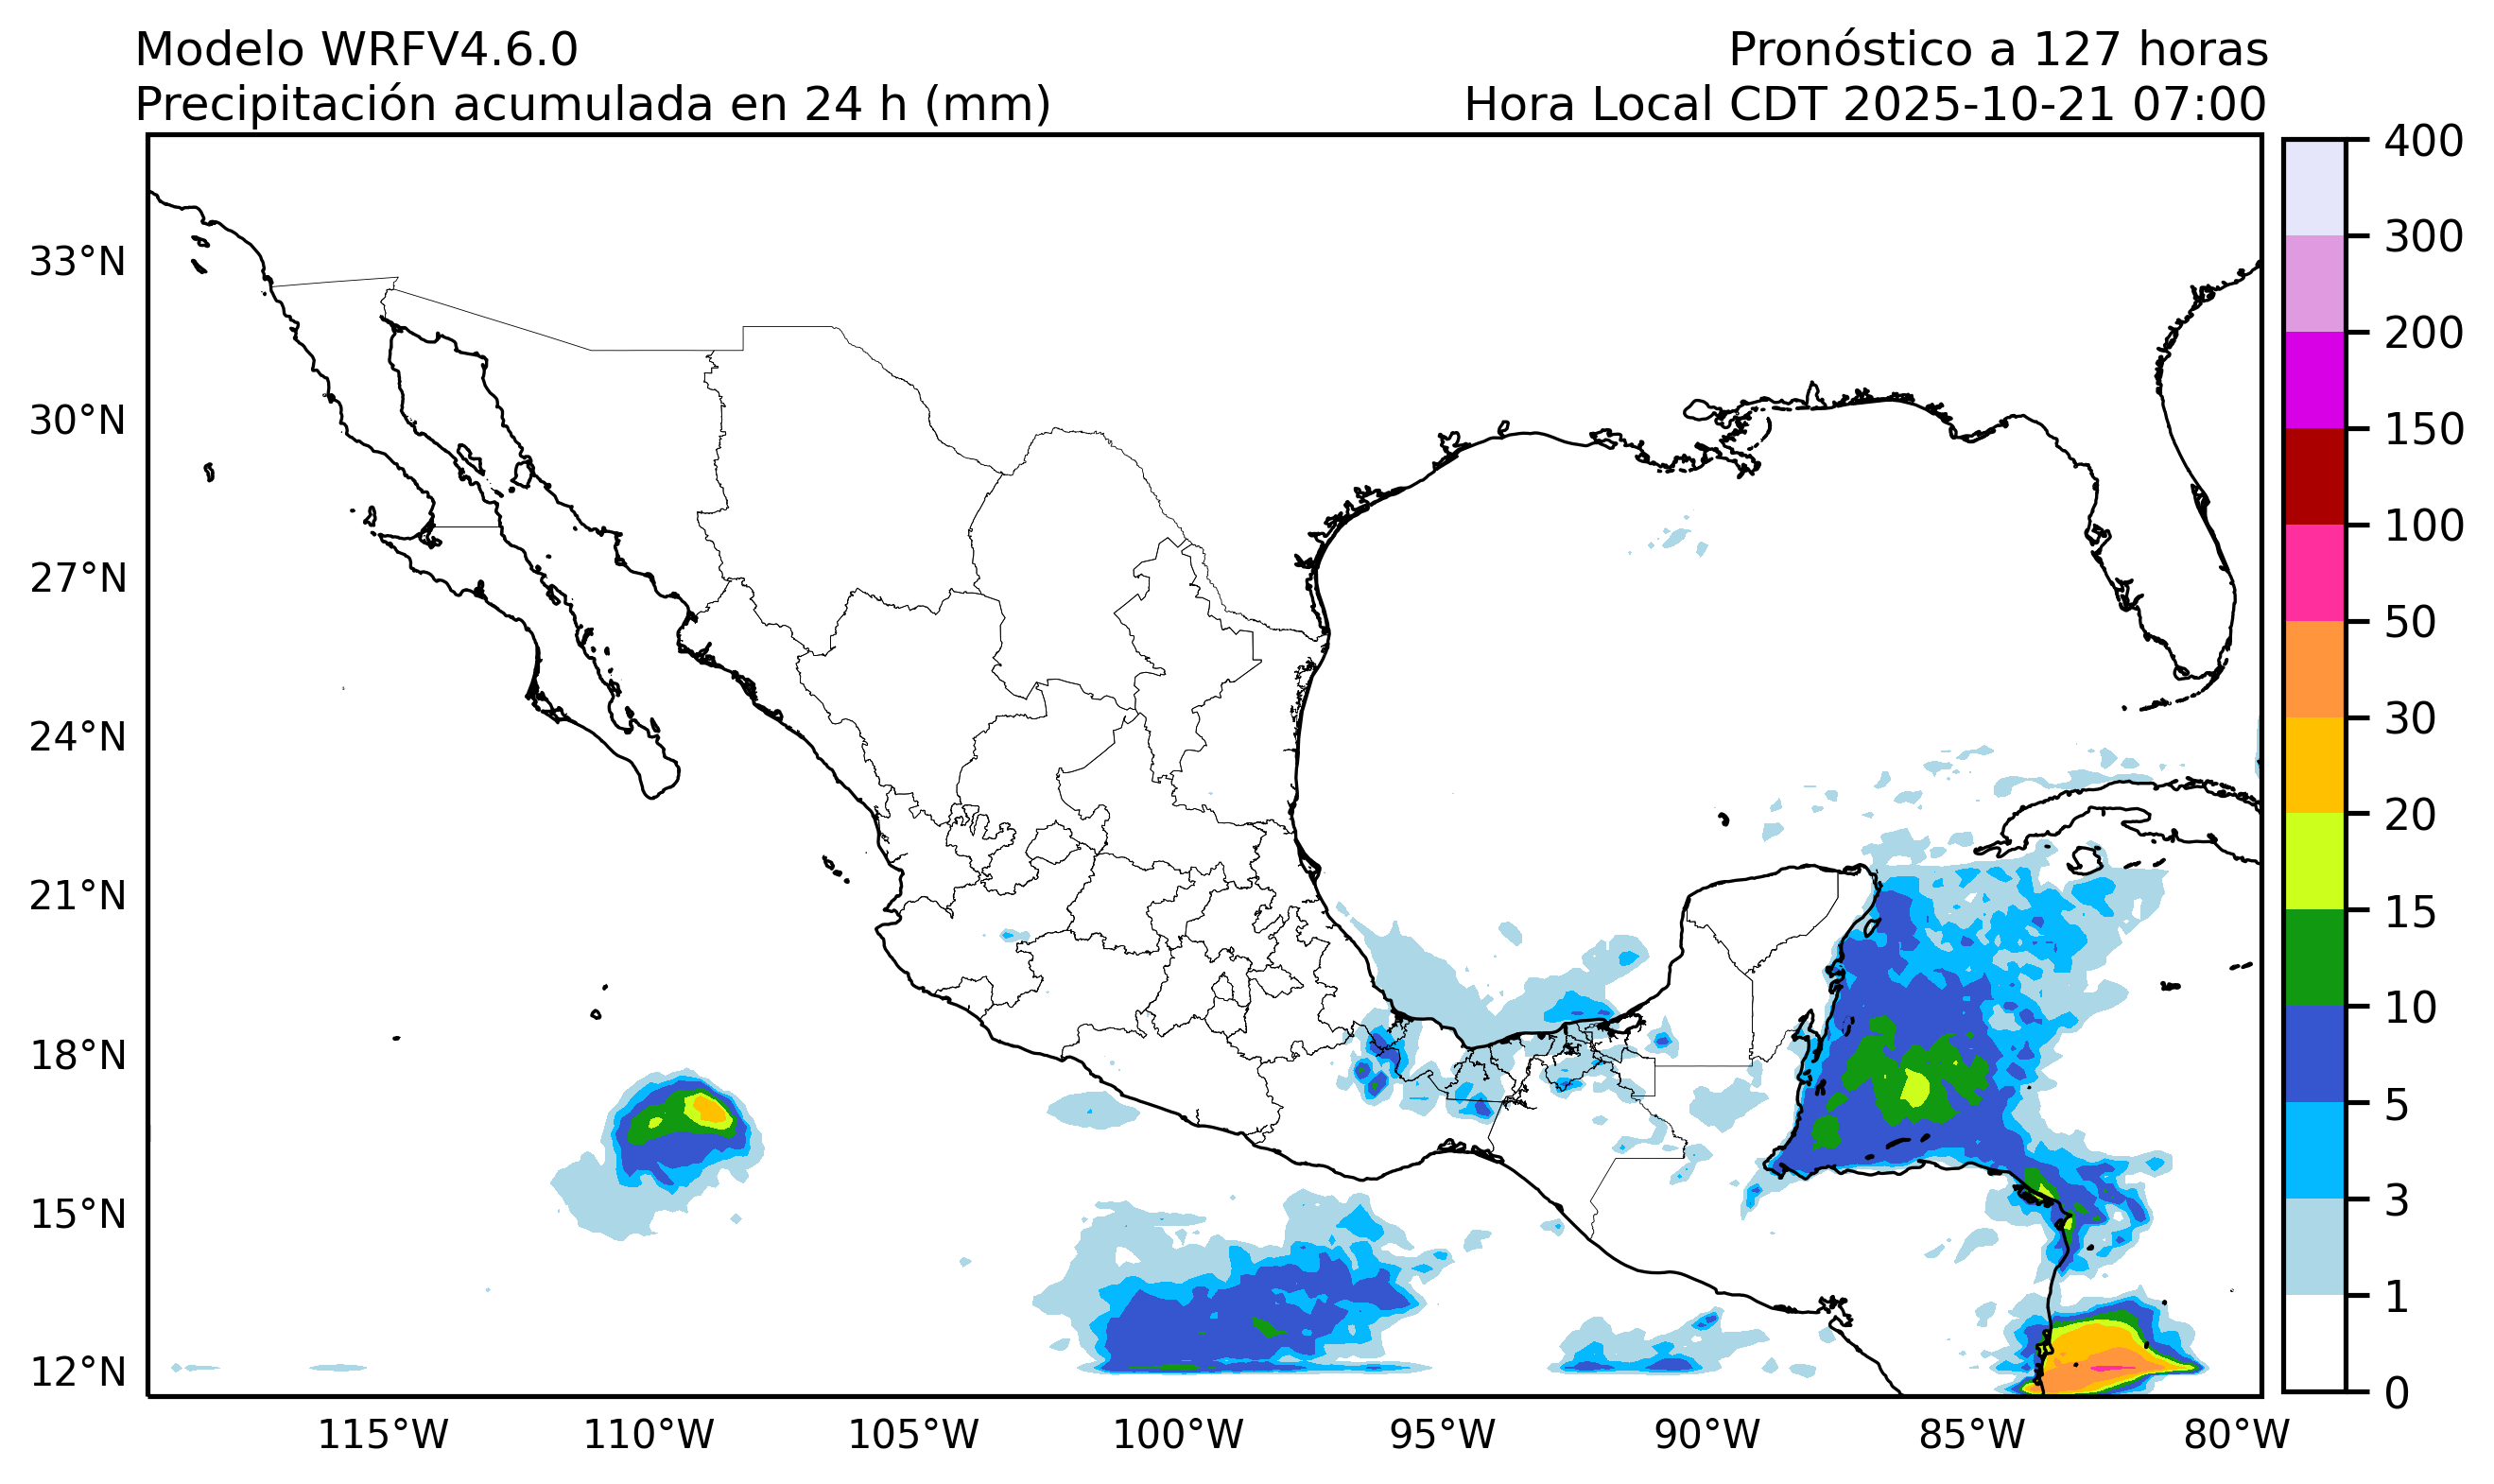 Modelo WRFV4.6.0
Pronóstico a 127 horas
Precipitación acumulada en 24 h (mm)
Hora Local CDT 2025-10-21 07:00
33°N
30°N
27°N
24°N
21°N
18°N
15°N
12°N
115°W
110°W
105°W
100°W
95°W
90°W
85°W
80°W
400
300
200
150
100
50
30
20
15
10
5
3
1
0